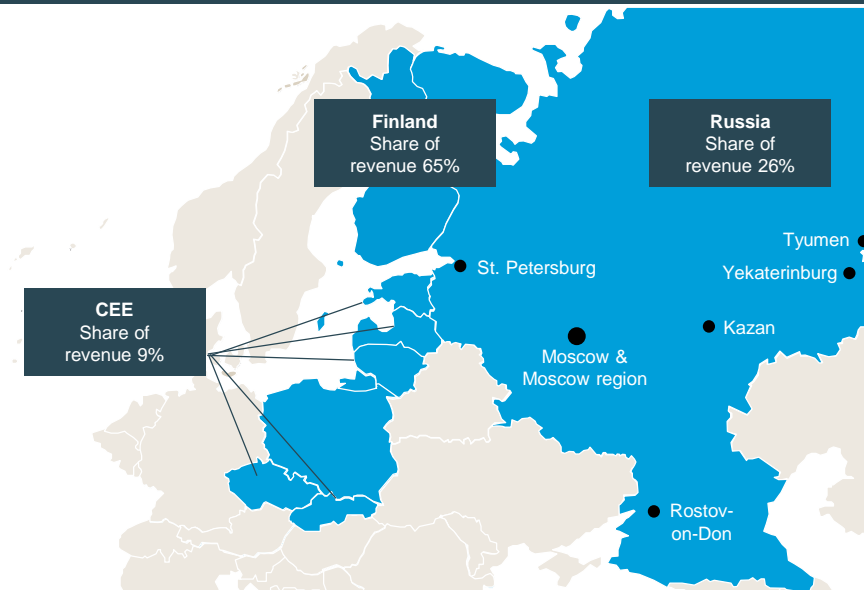 Finland
Share of
revenue 65%
Russia
Share of
revenue 26%
Tyumen
St. Petersburg
Yekaterinburg
CEE
Share of
revenue 9%
Kazan
Moscow &
Moscow region
Rostov-
on-Don